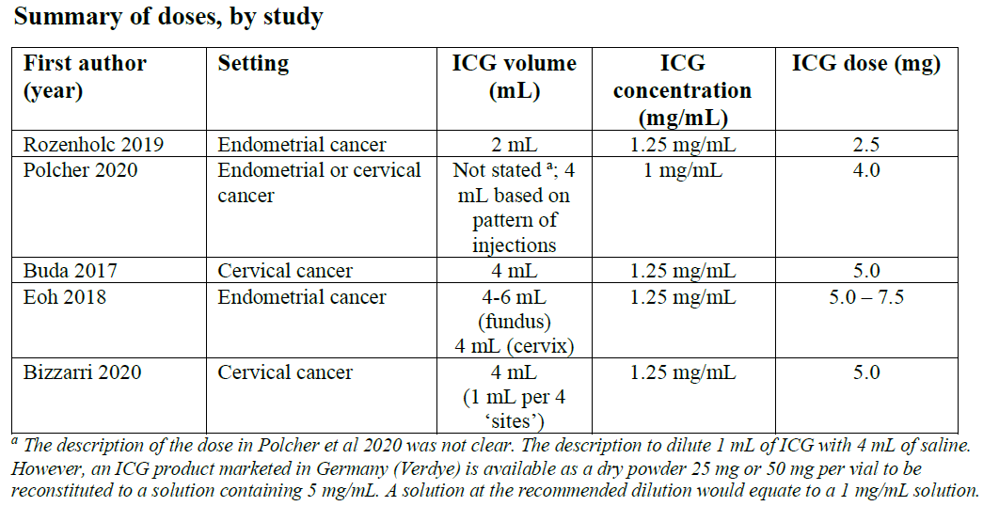 Summary of doses, by study
First author (year) Setting ICG volume (mL) ICG concentration (mg/mL) ICG dose (mg)
Rozenholc 2019 Endometrial cancer 2 mL 1.25 mg/mL 2.5
Polcher 2020 Endometrial or cervical cancer Not stated ᵃ; 4 mL based on pattern of injections 1 mg/mL 4.0
Buda 2017 Cervical cancer 4 mL 1.25 mg/mL 5.0
Eoh 2018 Endometrial cancer 4-6 mL (fundus) 4 mL (cervix) 1.25 mg/mL 5.0 – 7.5
Bizzarri 2020 Cervical cancer 4 mL (1 mL per 4 ‘sites’) 1.25 mg/mL 5.0
ᵃ The description of the dose in Polcher et al 2020 was not clear. The description to dilute 1 mL of ICG with 4 mL of saline.
However, an ICG product marketed in Germany (Verdye) is available as a dry powder 25 mg or 50 mg per vial to be
reconstituted to a solution containing 5 mg/mL. A solution at the recommended dilution would equate to a 1 mg/mL solution.